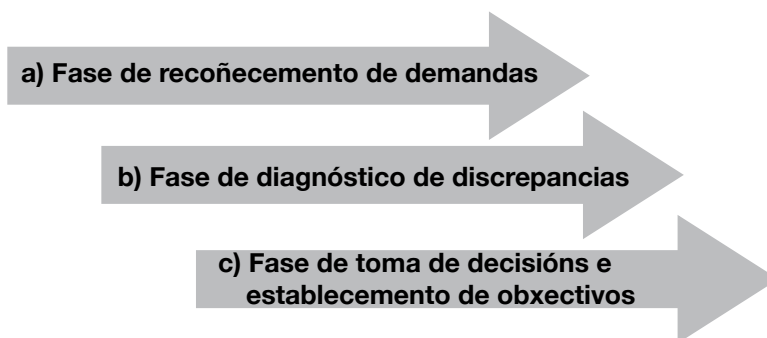 a) Fase de recoñecemento de demandas
b) Fase de diagnóstico de discrepancias
c) Fase de toma de decisións e
establecemento de obxectivos